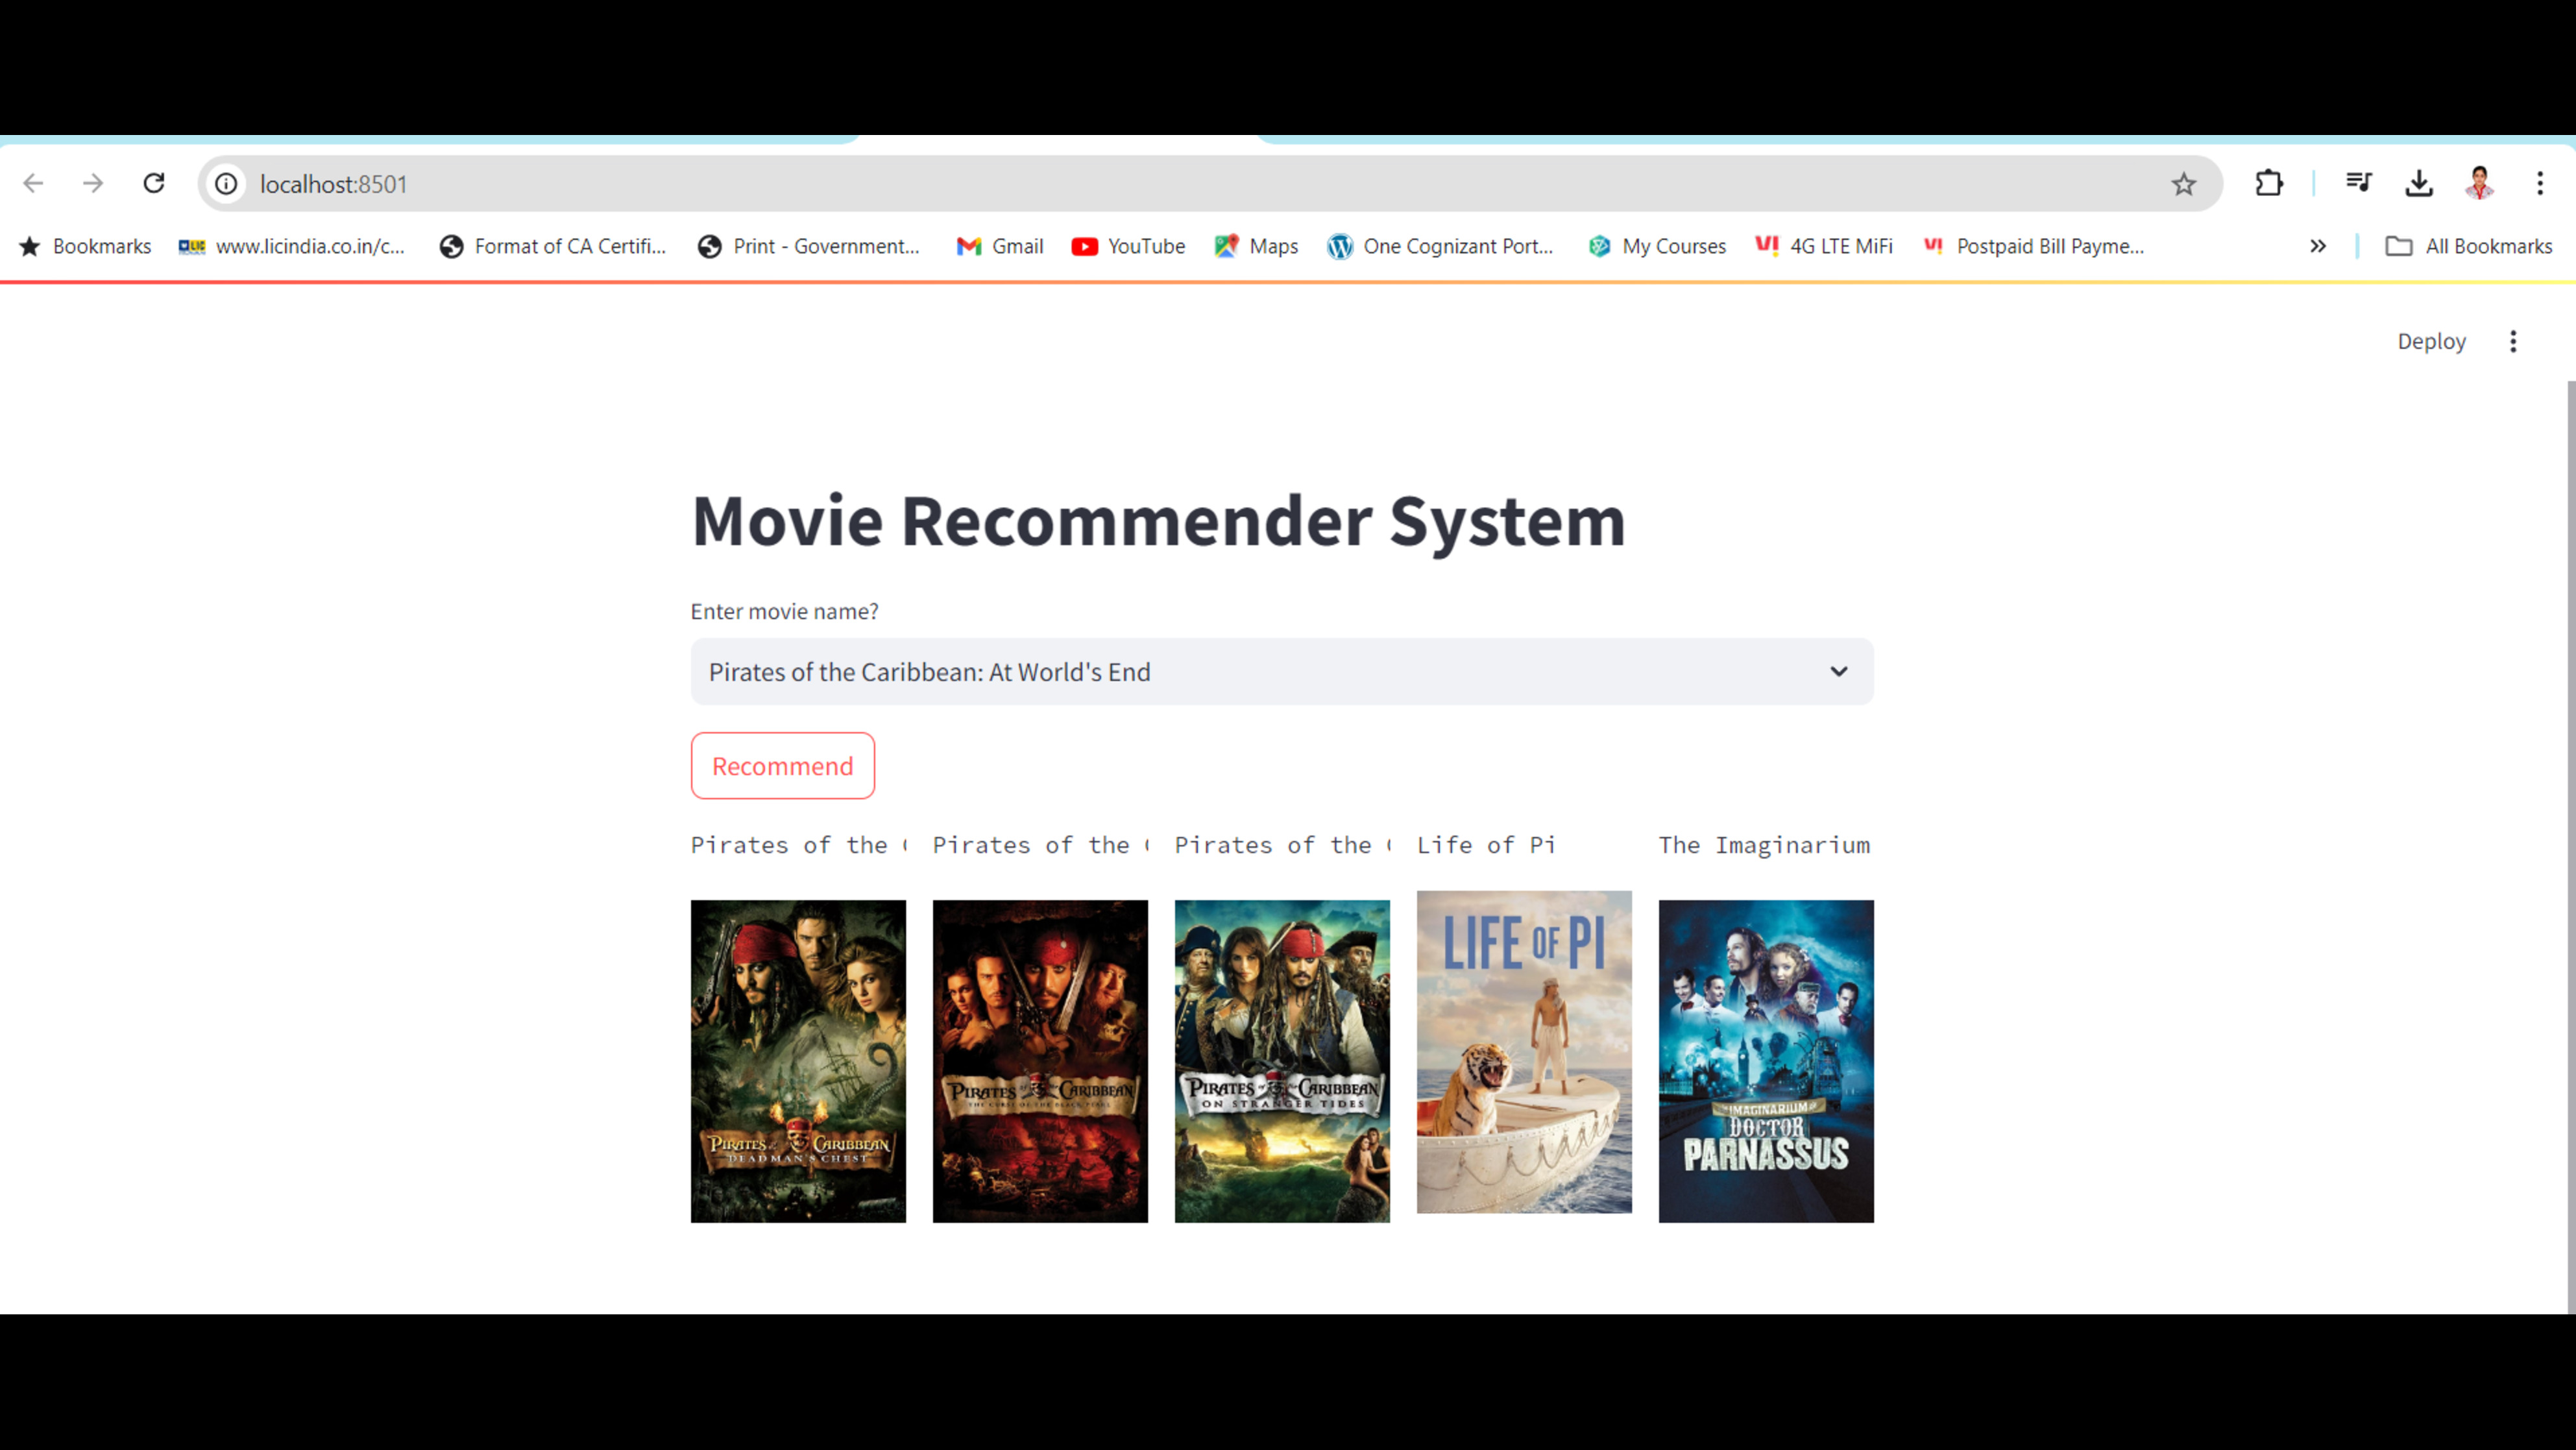 localhost:8501
Bookmarks www.licindia.co.in/c... Format of CA Certifi... Print - Government... Gmail YouTube Maps One Cognizant Port... My Courses 4G LTE MiFi Postpaid Bill Payme... All Bookmarks
Deploy
Movie Recommender System
Enter movie name?
Pirates of the Caribbean: At World's End
Recommend
Pirates of the Pirates of the Pirates of the Life of Pi The Imaginarium
LIFE OF PI
PIRATES of the CARIBBEAN
THE CURSE OF THE BLACK PEARL
PIRATES of the CARIBBEAN
ON STRANGER TIDES
THE IMAGINARIUM OF
DOCTOR
PARNASSUS
PIRATES of the CARIBBEAN
DEAD MAN'S CHEST